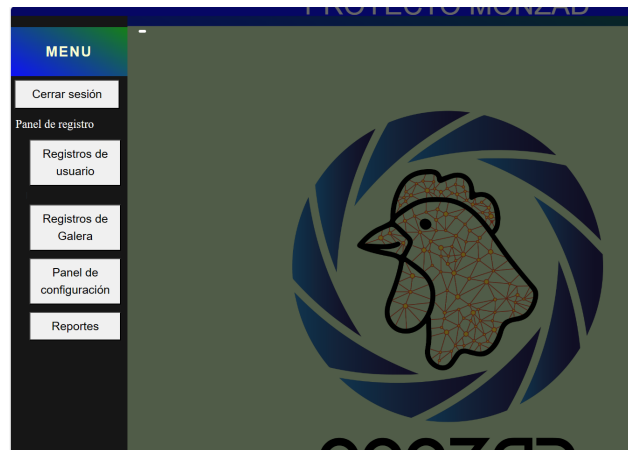 PROYECTO MONZAB
MENU
Cerrar sesión
Panel de registro
Registros de
usuario
Registros de
Galera
Panel de
configuración
Reportes